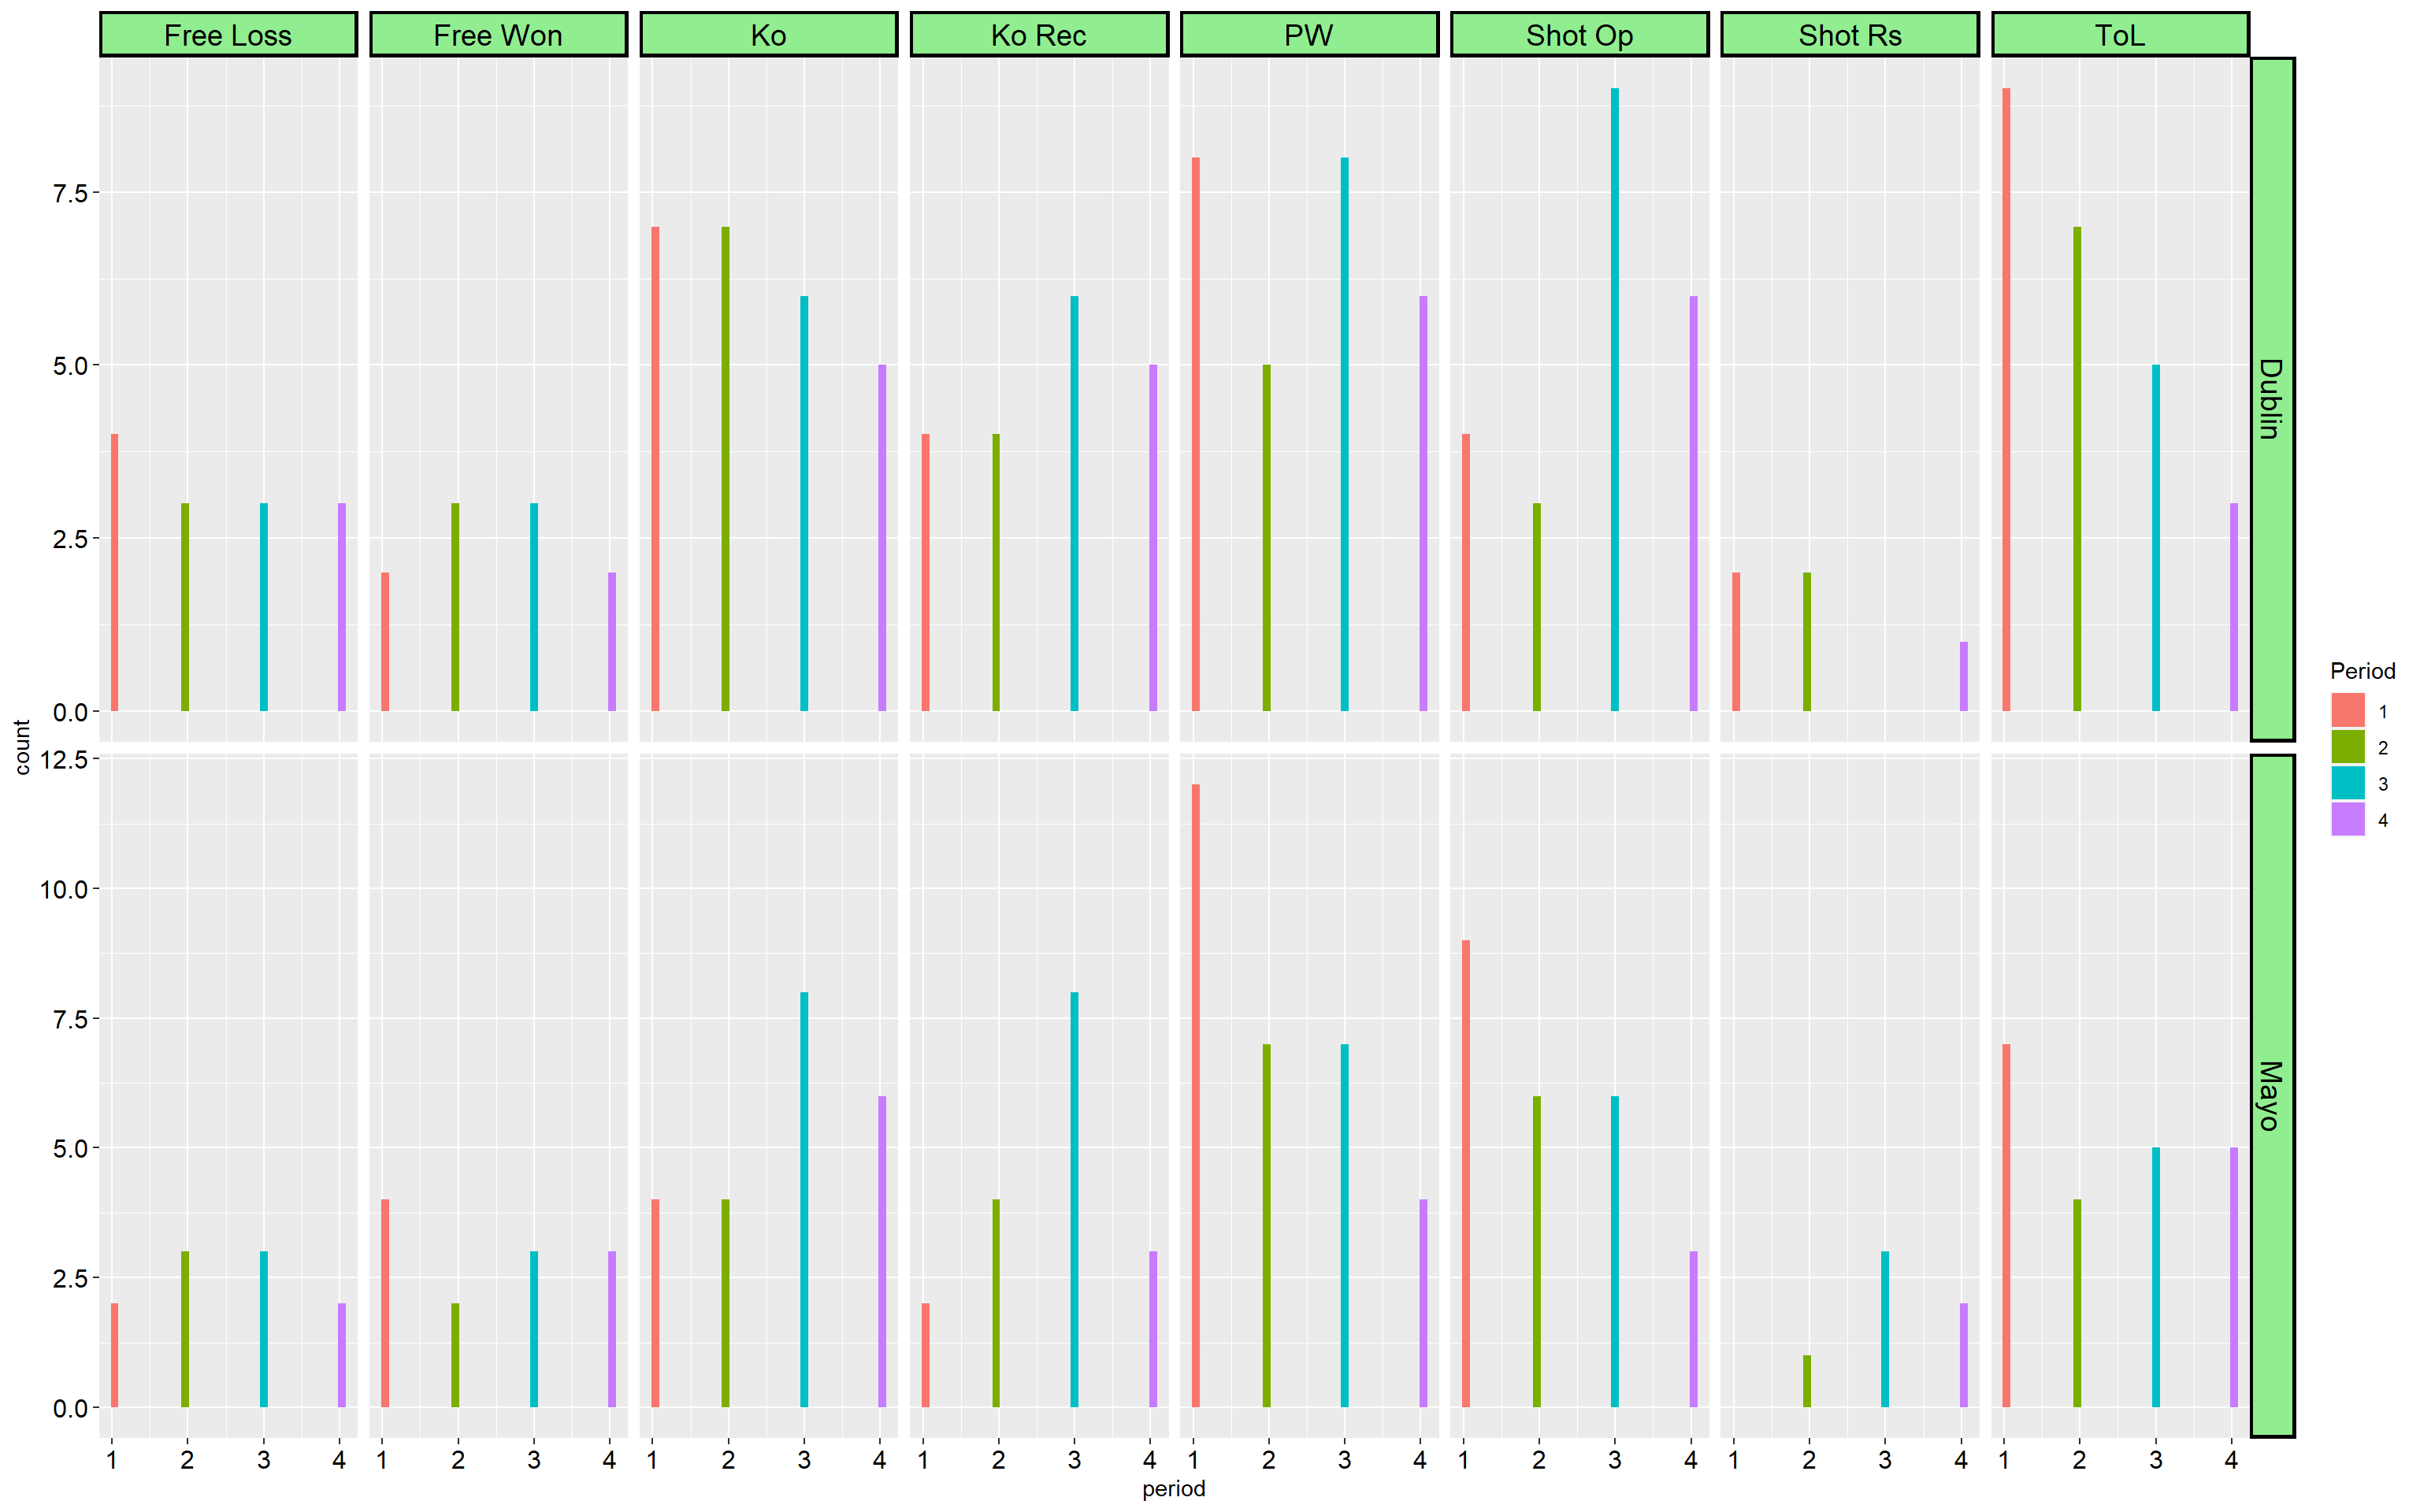 Free Loss Free Won Ko Ko Rec PW Shot Op Shot Rs ToL
7.5
5.0
2.5
0.0
Dublin
12.5
10.0
7.5
5.0
2.5
0.0
Mayo
count
1 2 3 4 1 2 3 4 1 2 3 4 1 2 3 4 1 2 3 4 1 2 3 4 1 2 3 4 1 2 3 4
period
Period
1
2
3
4